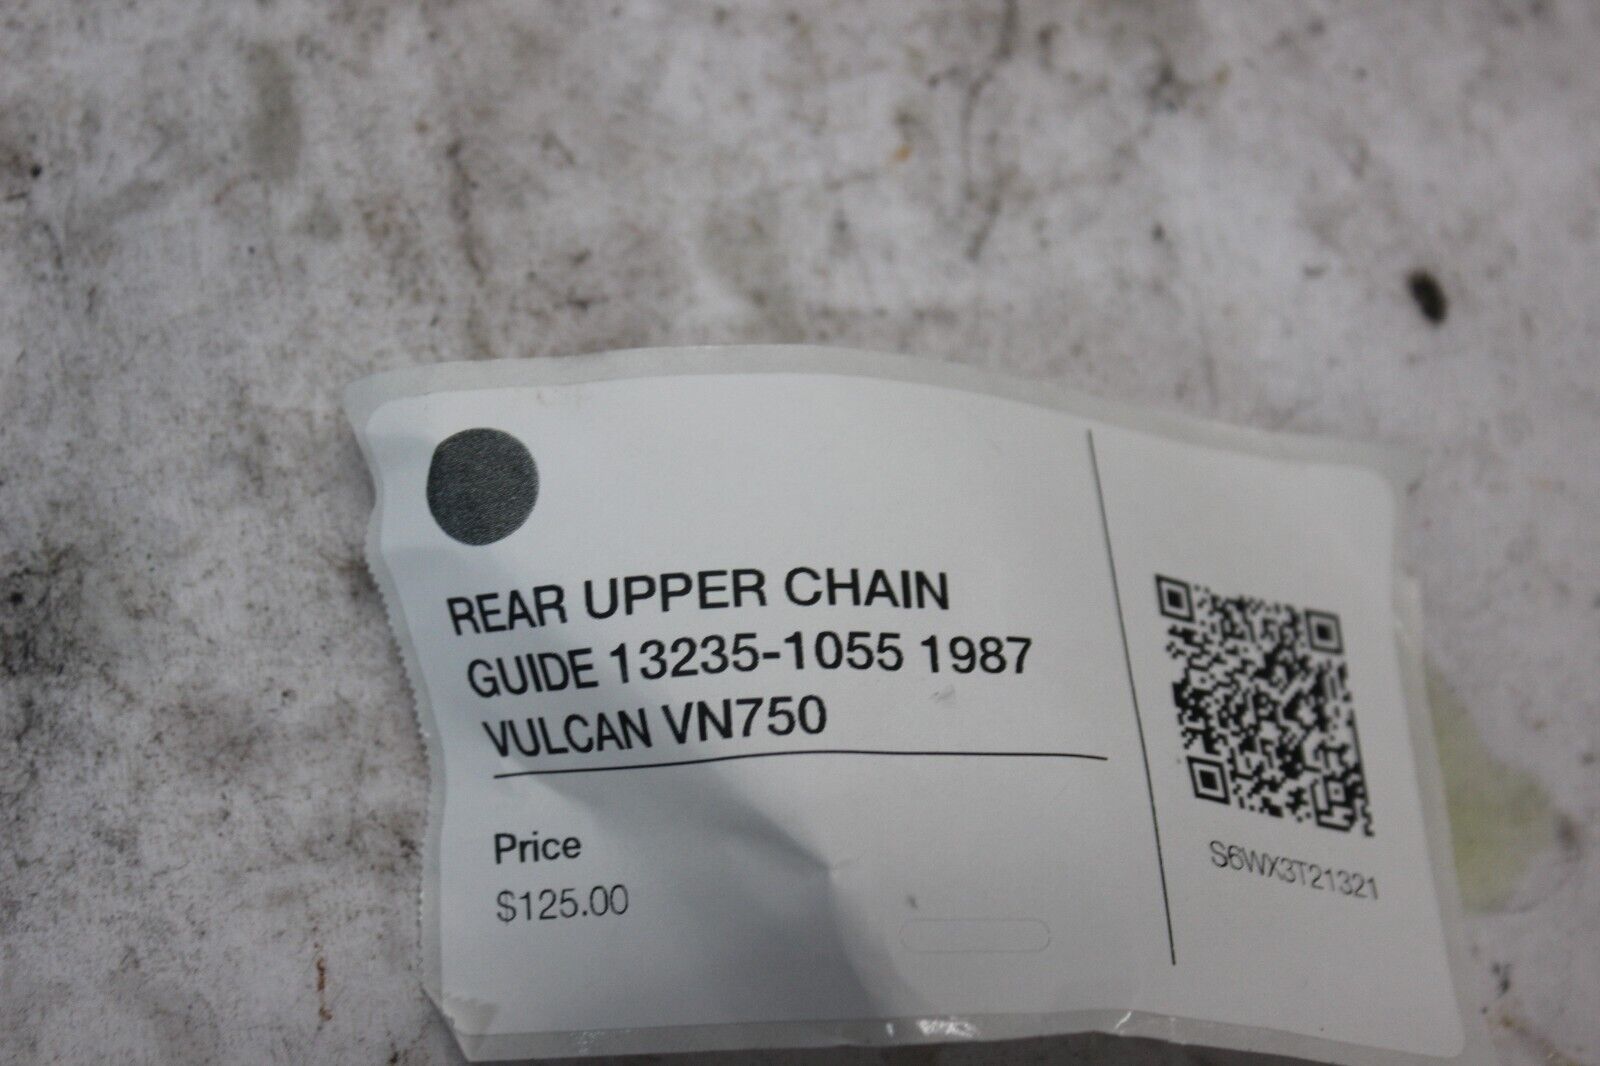 REAR UPPER CHAIN
GUIDE 13235-1055 1987
VULCAN VN750
Price
$125.00
S6WX3T21321